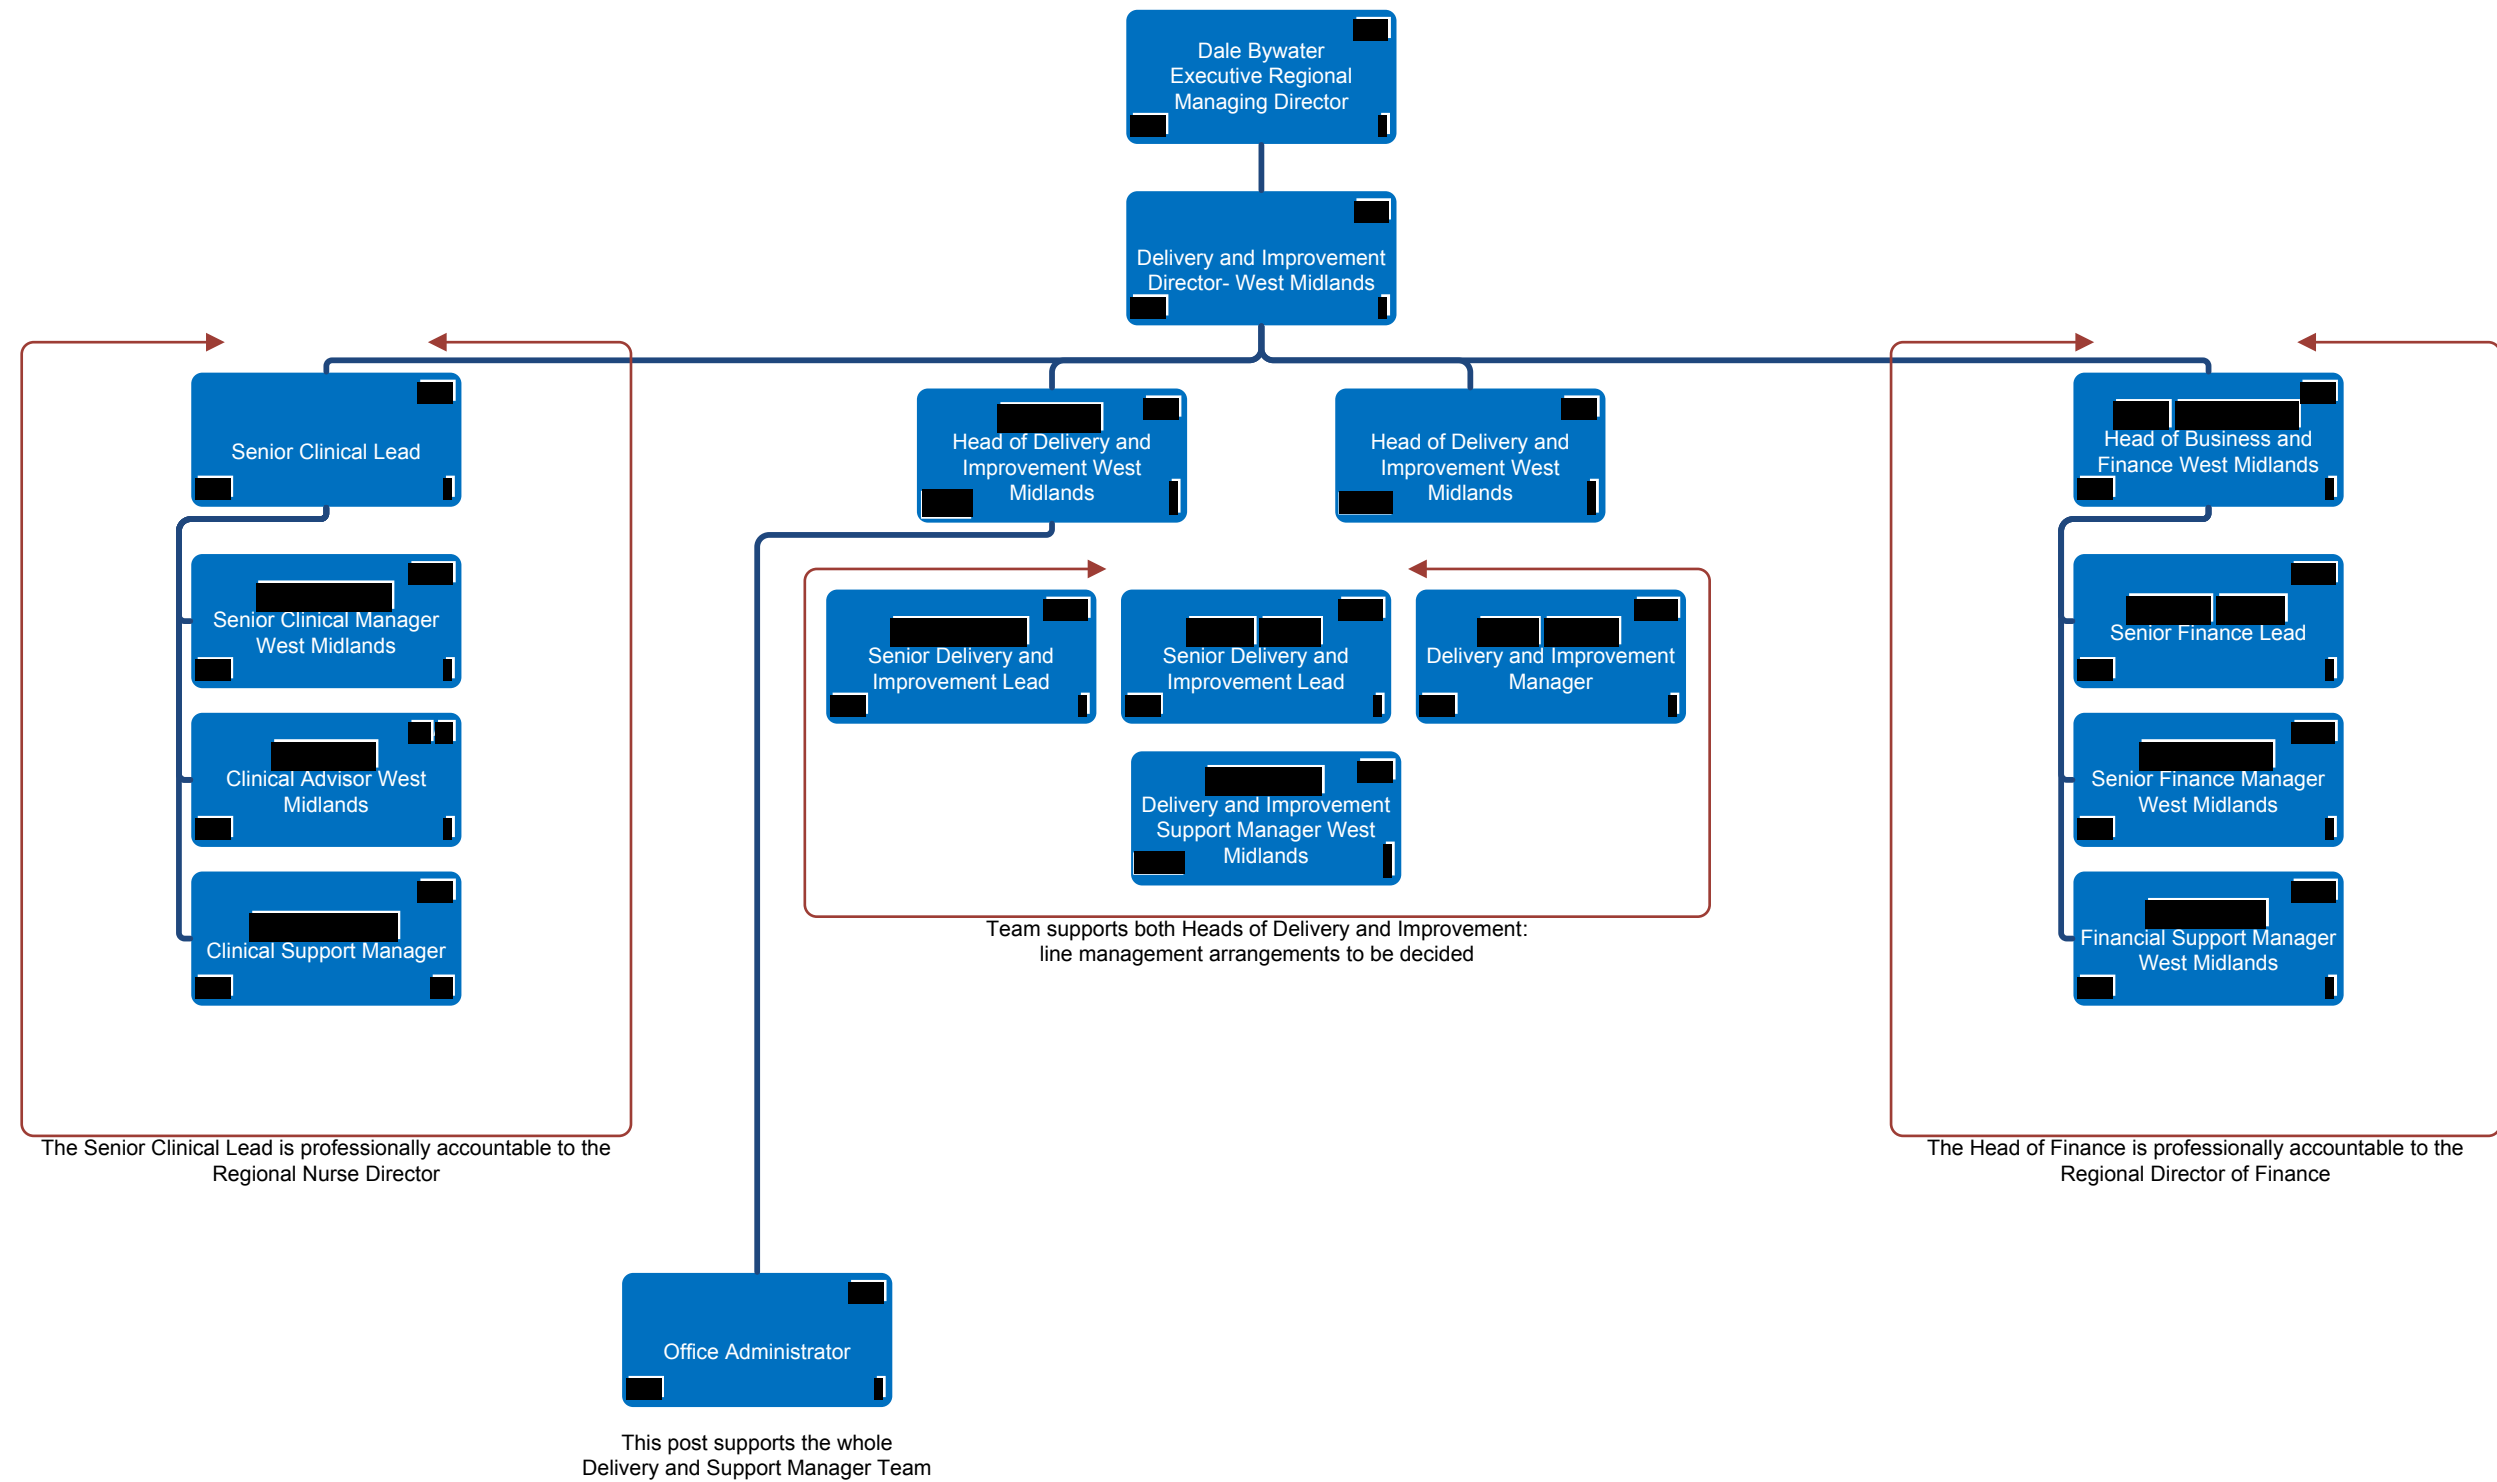 Dale Bywater
Executive Regional
Managing Director
Delivery and Improvement
Director- West Midlands
Senior Clinical Lead
Head of Delivery and
Improvement West
Midlands
Head of Delivery and
Improvement West
Midlands
Head of Business and
Finance West Midlands
Senior Clinical Manager
West Midlands
Clinical Advisor West
Midlands
Clinical Support Manager
The Senior Clinical Lead is professionally accountable to the
Regional Nurse Director
Senior Delivery and
Improvement Lead
Senior Delivery and
Improvement Lead
Delivery and Improvement
Manager
Delivery and Improvement
Support Manager West
Midlands
Team supports both Heads of Delivery and Improvement:
line management arrangements to be decided
Senior Finance Lead
Senior Finance Manager
West Midlands
Financial Support Manager
West Midlands
The Head of Finance is professionally accountable to the
Regional Director of Finance
Office Administrator
This post supports the whole
Delivery and Support Manager Team